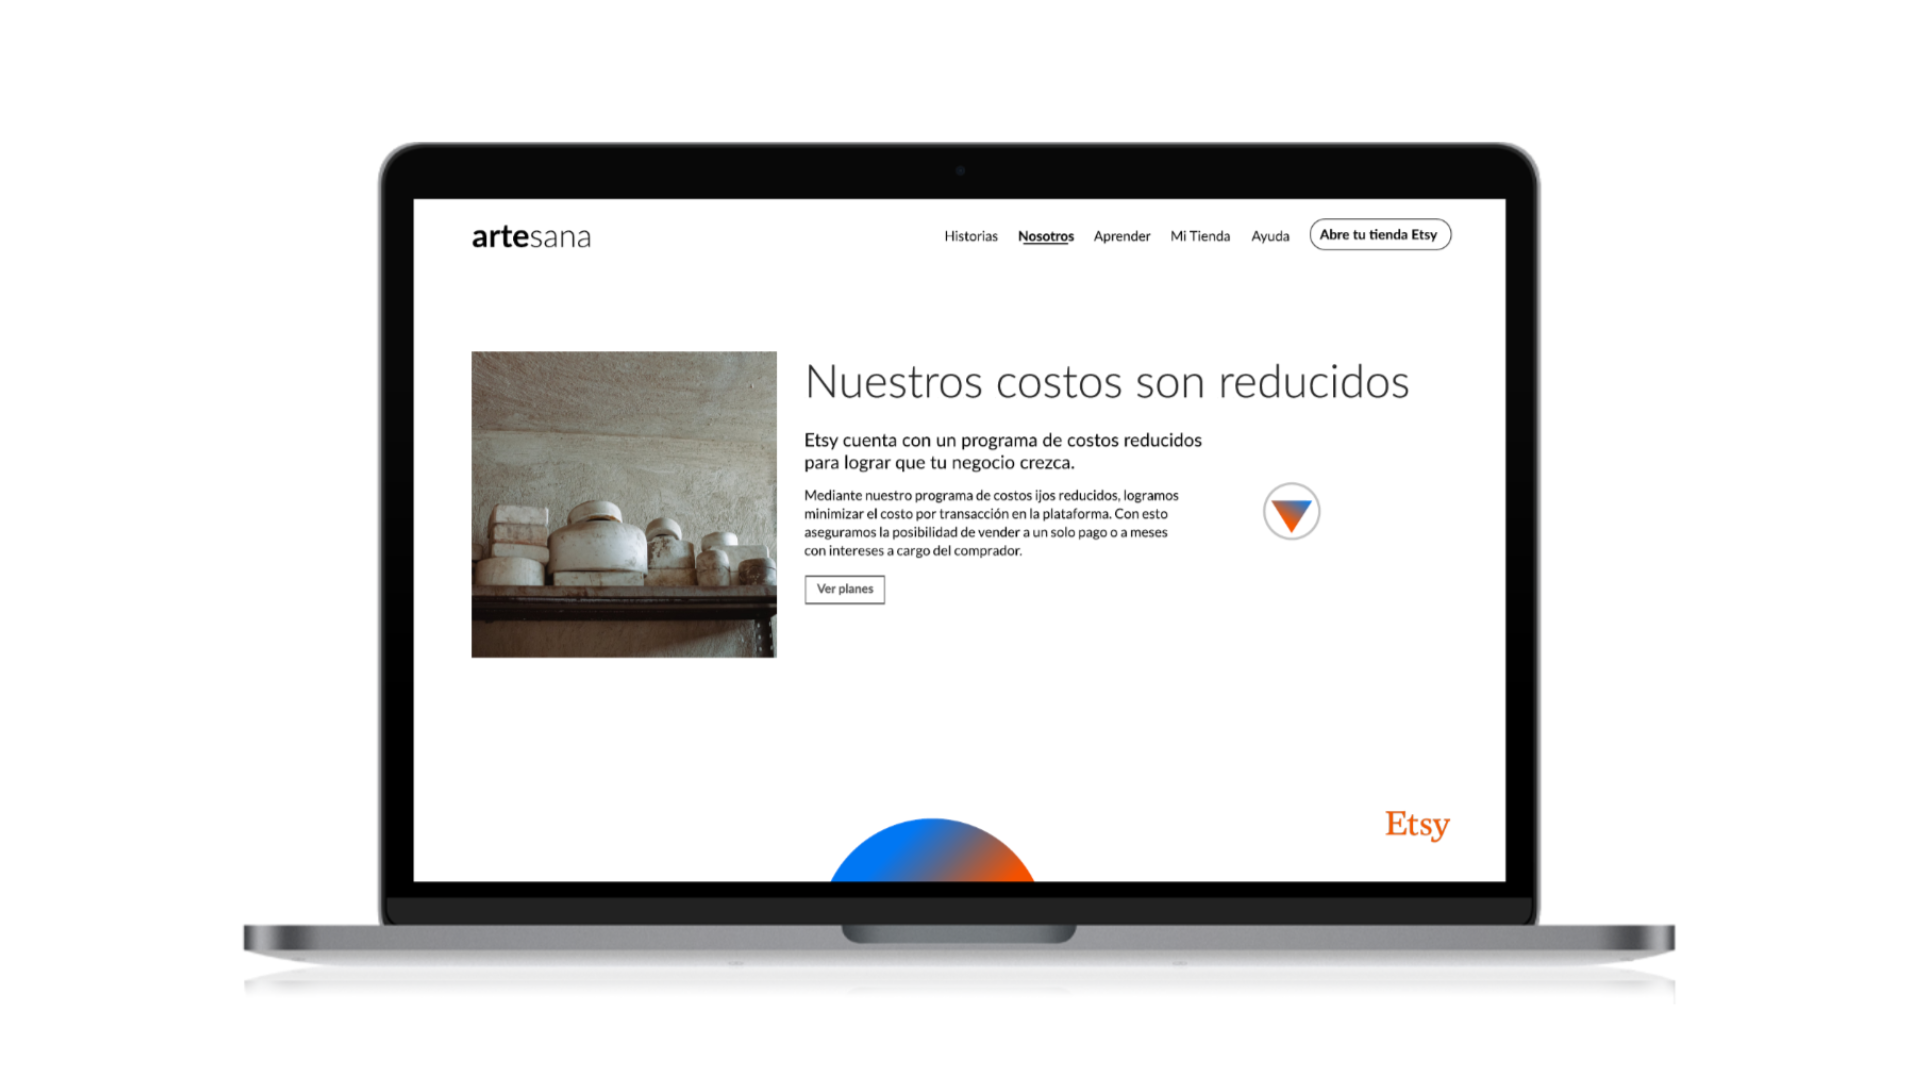 artesana
Historias Nosotros Aprender Mi Tienda Ayuda Abre tu tienda Etsy
Nuestros costos son reducidos
Etsy cuenta con un programa de costos reducidos
para lograr que tu negocio crezca.
Mediante nuestro programa de costos ijos reducidos, logramos
minimizar el costo por transacción en la plataforma. Con esto
aseguramos la posibilidad de vender a un solo pago o a meses
con intereses a cargo del comprador.
Ver planes
Etsy